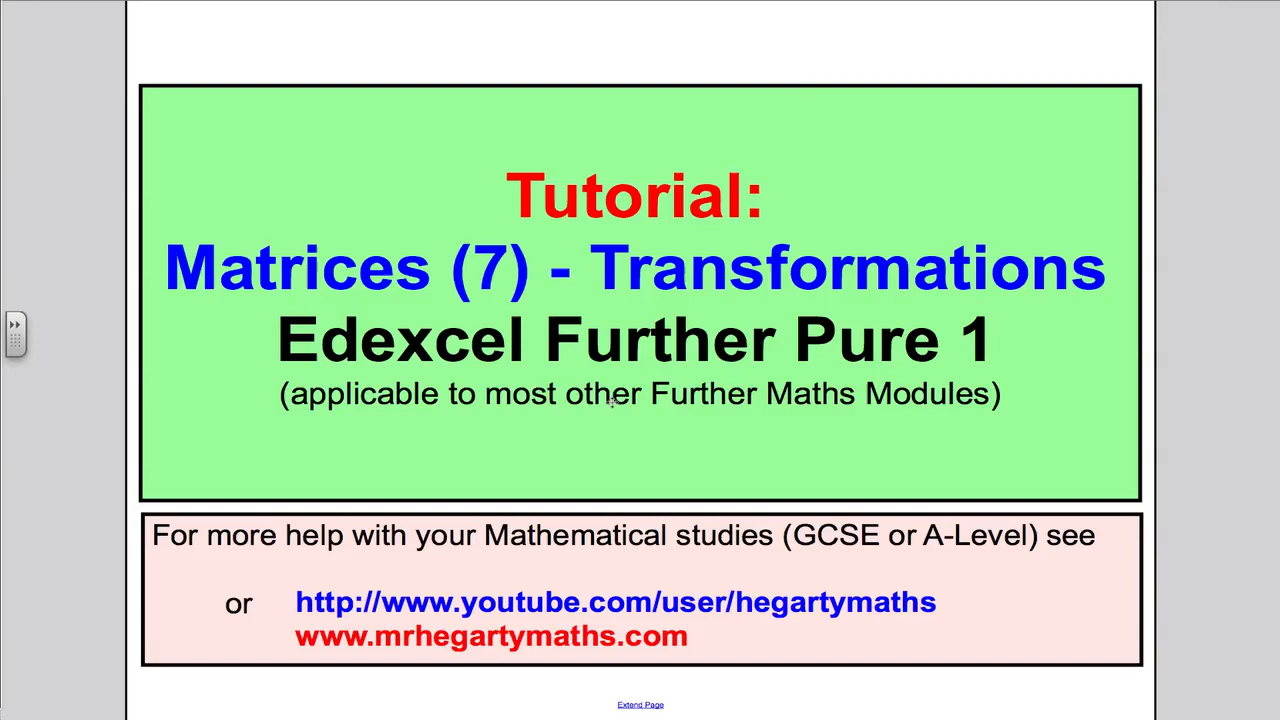 Tutorial:
Matrices (7) - Transformations
Edexcel Further Pure 1
(applicable to most other Further Maths Modules)
For more help with your Mathematical studies (GCSE or A-Level) see
or http://www.youtube.com/user/hegartymaths
www.mrhegartymaths.com
Extend Page